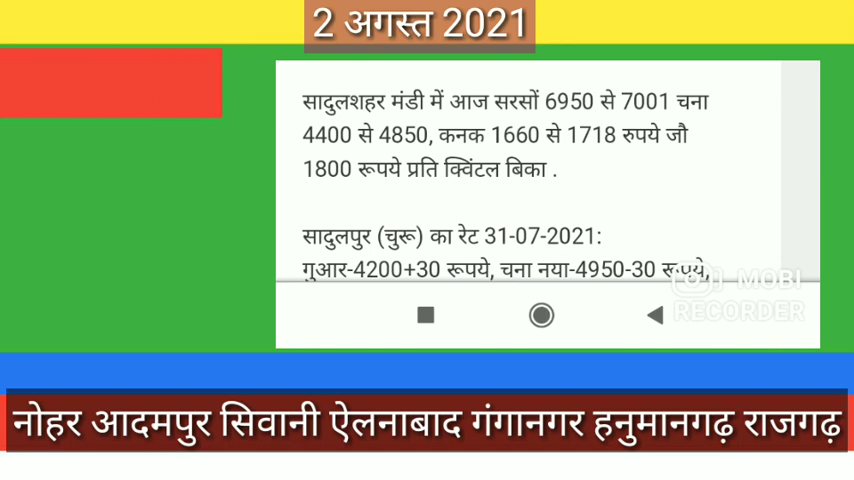 2 अगस्त 2021
सादुलशहर मंडी में आज सरसों 6950 से 7001 चना
4400 से 4850, कनक 1660 से 1718 रुपये जौ
1800 रूपये प्रति क्विंटल बिका .
सादुलपुर (चुरू) का रेट 31-07-2021:
गुआर-4200+30 रूपये, चना नया-4950-30 रूपये,
MOBI
RECORDER
नोहर आदमपुर सिवानी ऐलनाबाद गंगानगर हनुमानगढ़ राजगढ़